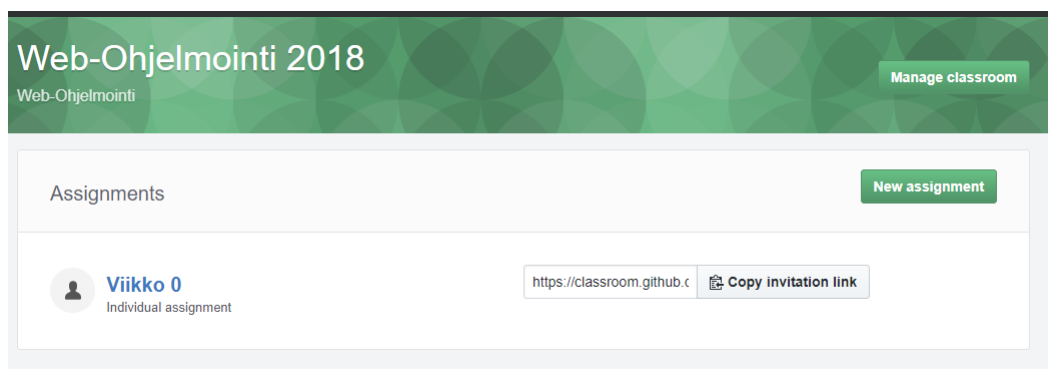 Web-Ohjelmointi 2018
Web-Ohjelmointi
Manage classroom
Assignments
New assignment
Viikko 0
Individual assignment
https://classroom.github.c
Copy invitation link